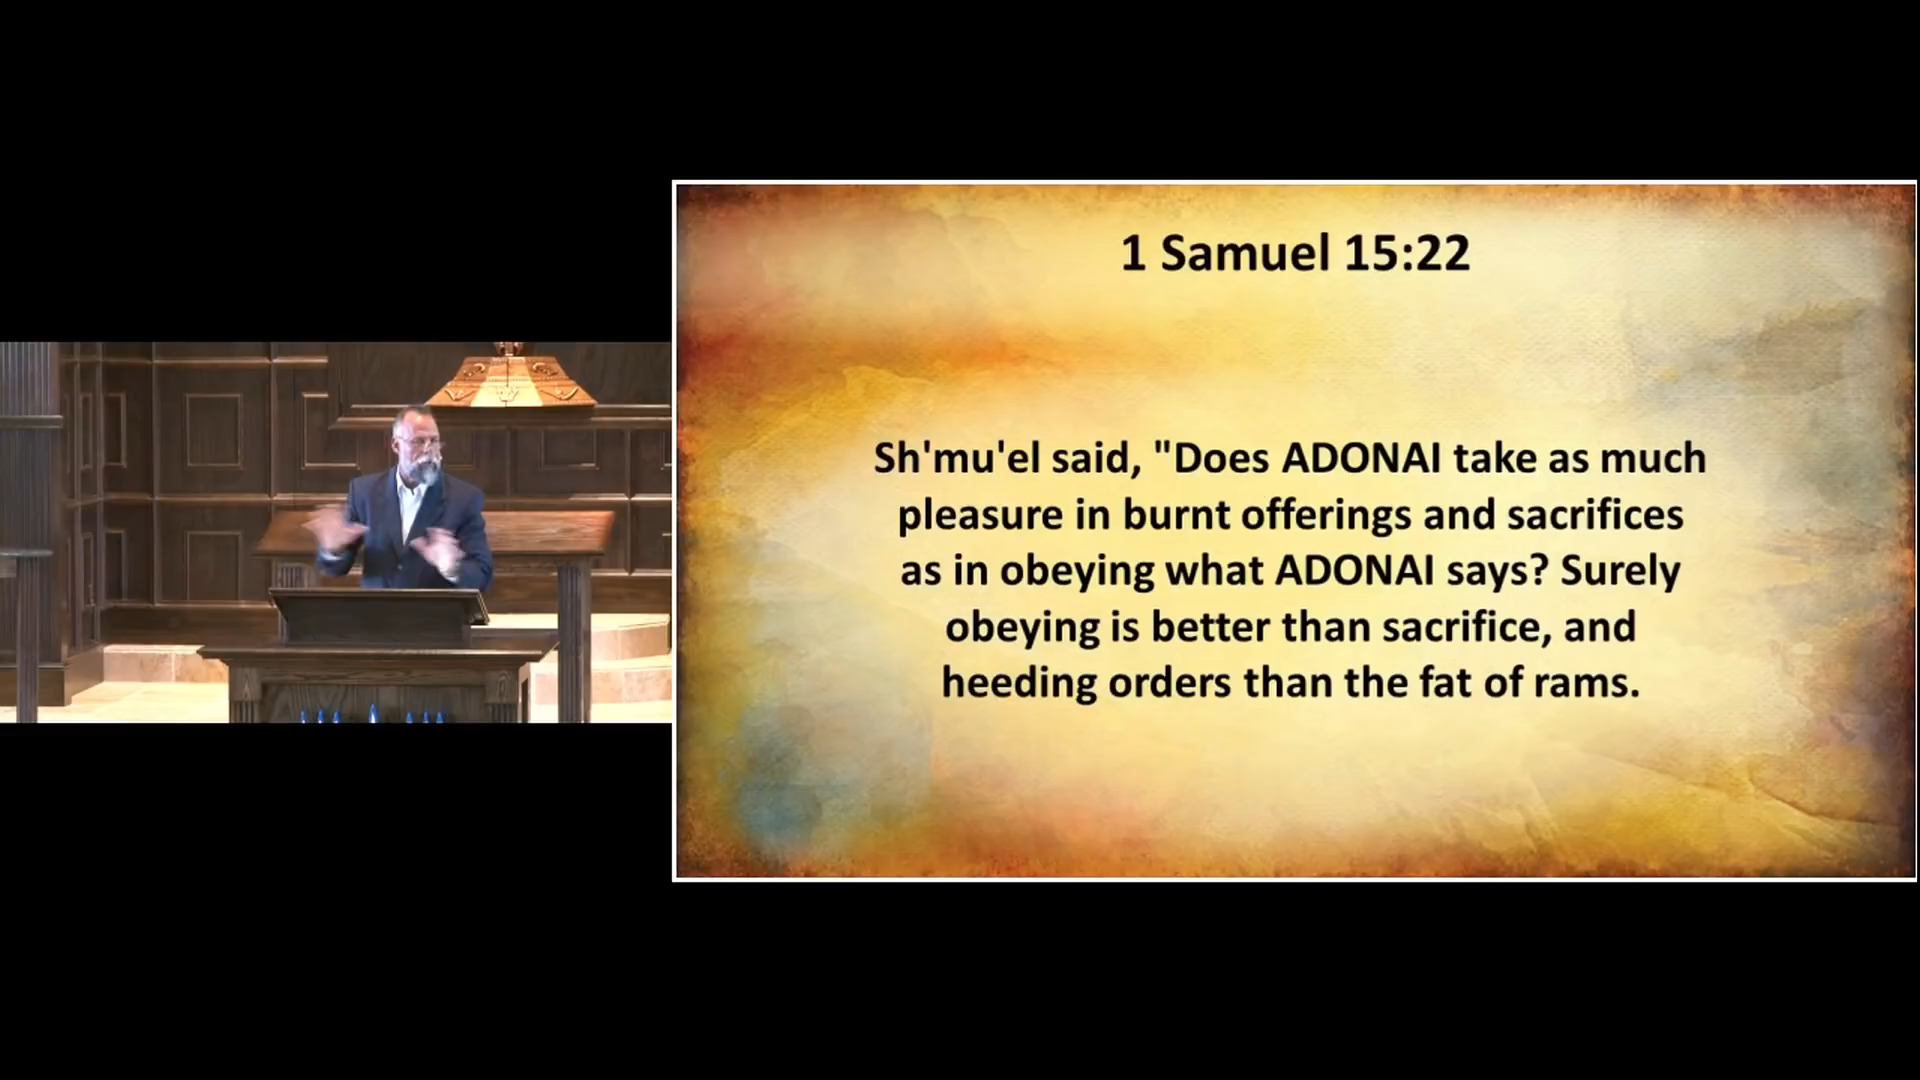 1 Samuel 15:22
Sh'mu'el said, "Does ADONAI take as much
pleasure in burnt offerings and sacrifices
as in obeying what ADONAI says? Surely
obeying is better than sacrifice, and
heeding orders than the fat of rams.